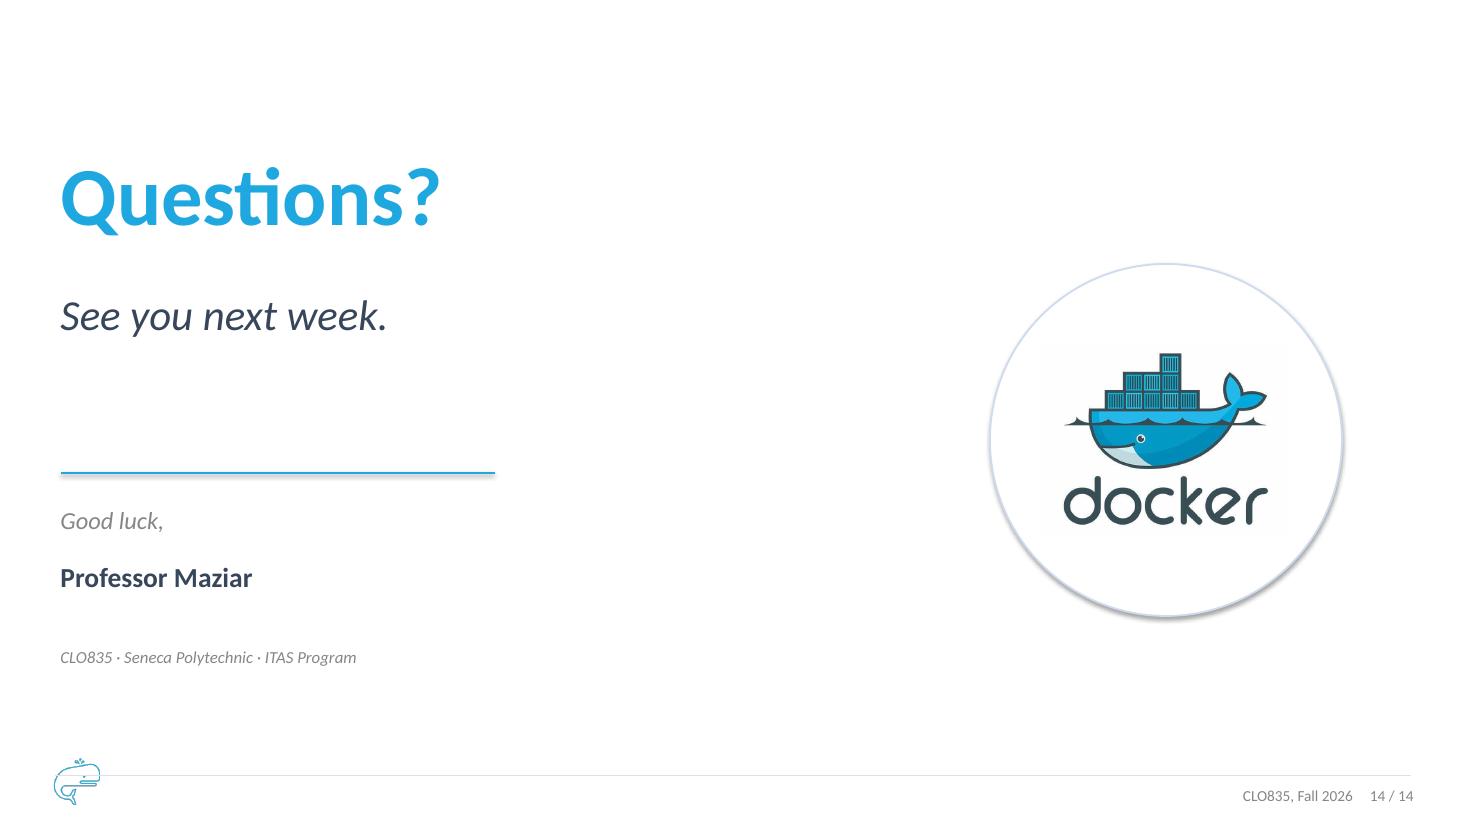 Questions?
See you next week.
Good luck,
Professor Maziar
CLO835 · Seneca Polytechnic · ITAS Program
docker
CLO835, Fall 2026 14 / 14